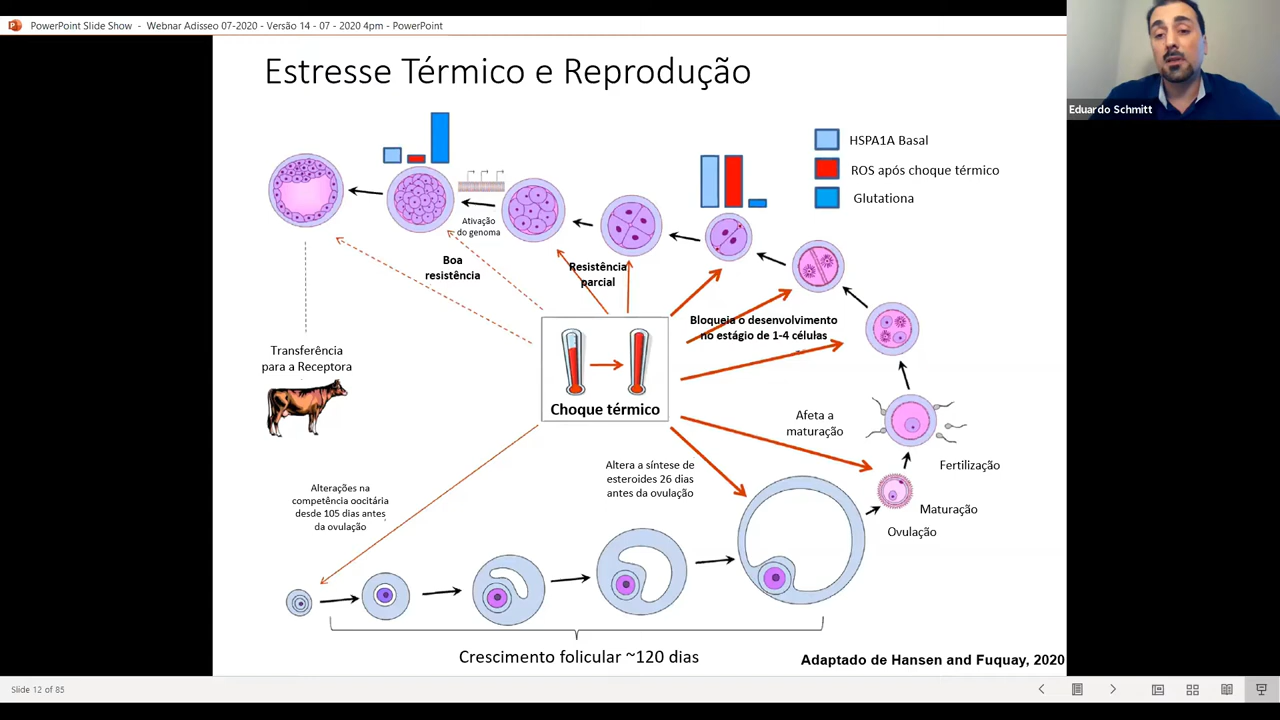 PowerPoint Slide Show - Webnar Adisseo 07-2020 - Versão 14 - 07 - 2020 4pm - PowerPoint
Eduardo Schmitt
Estresse Térmico e Reprodução
HSPA1A Basal
ROS após choque térmico
Glutationa
Ativação
do genoma
Boa
resistência
Resistência
parcial
Bloqueia o desenvolvimento
no estágio de 1-4 células
Transferência
para a Receptora
Choque térmico
Afeta a
maturação
Fertilização
Altera a síntese de
esteroides 26 dias
antes da ovulação
Alterações na
competência oocitária
desde 105 dias antes
da ovulação
Maturação
Ovulação
Crescimento folicular ~120 dias
Adaptado de Hansen and Fuquay, 2020
Slide 12 of 85